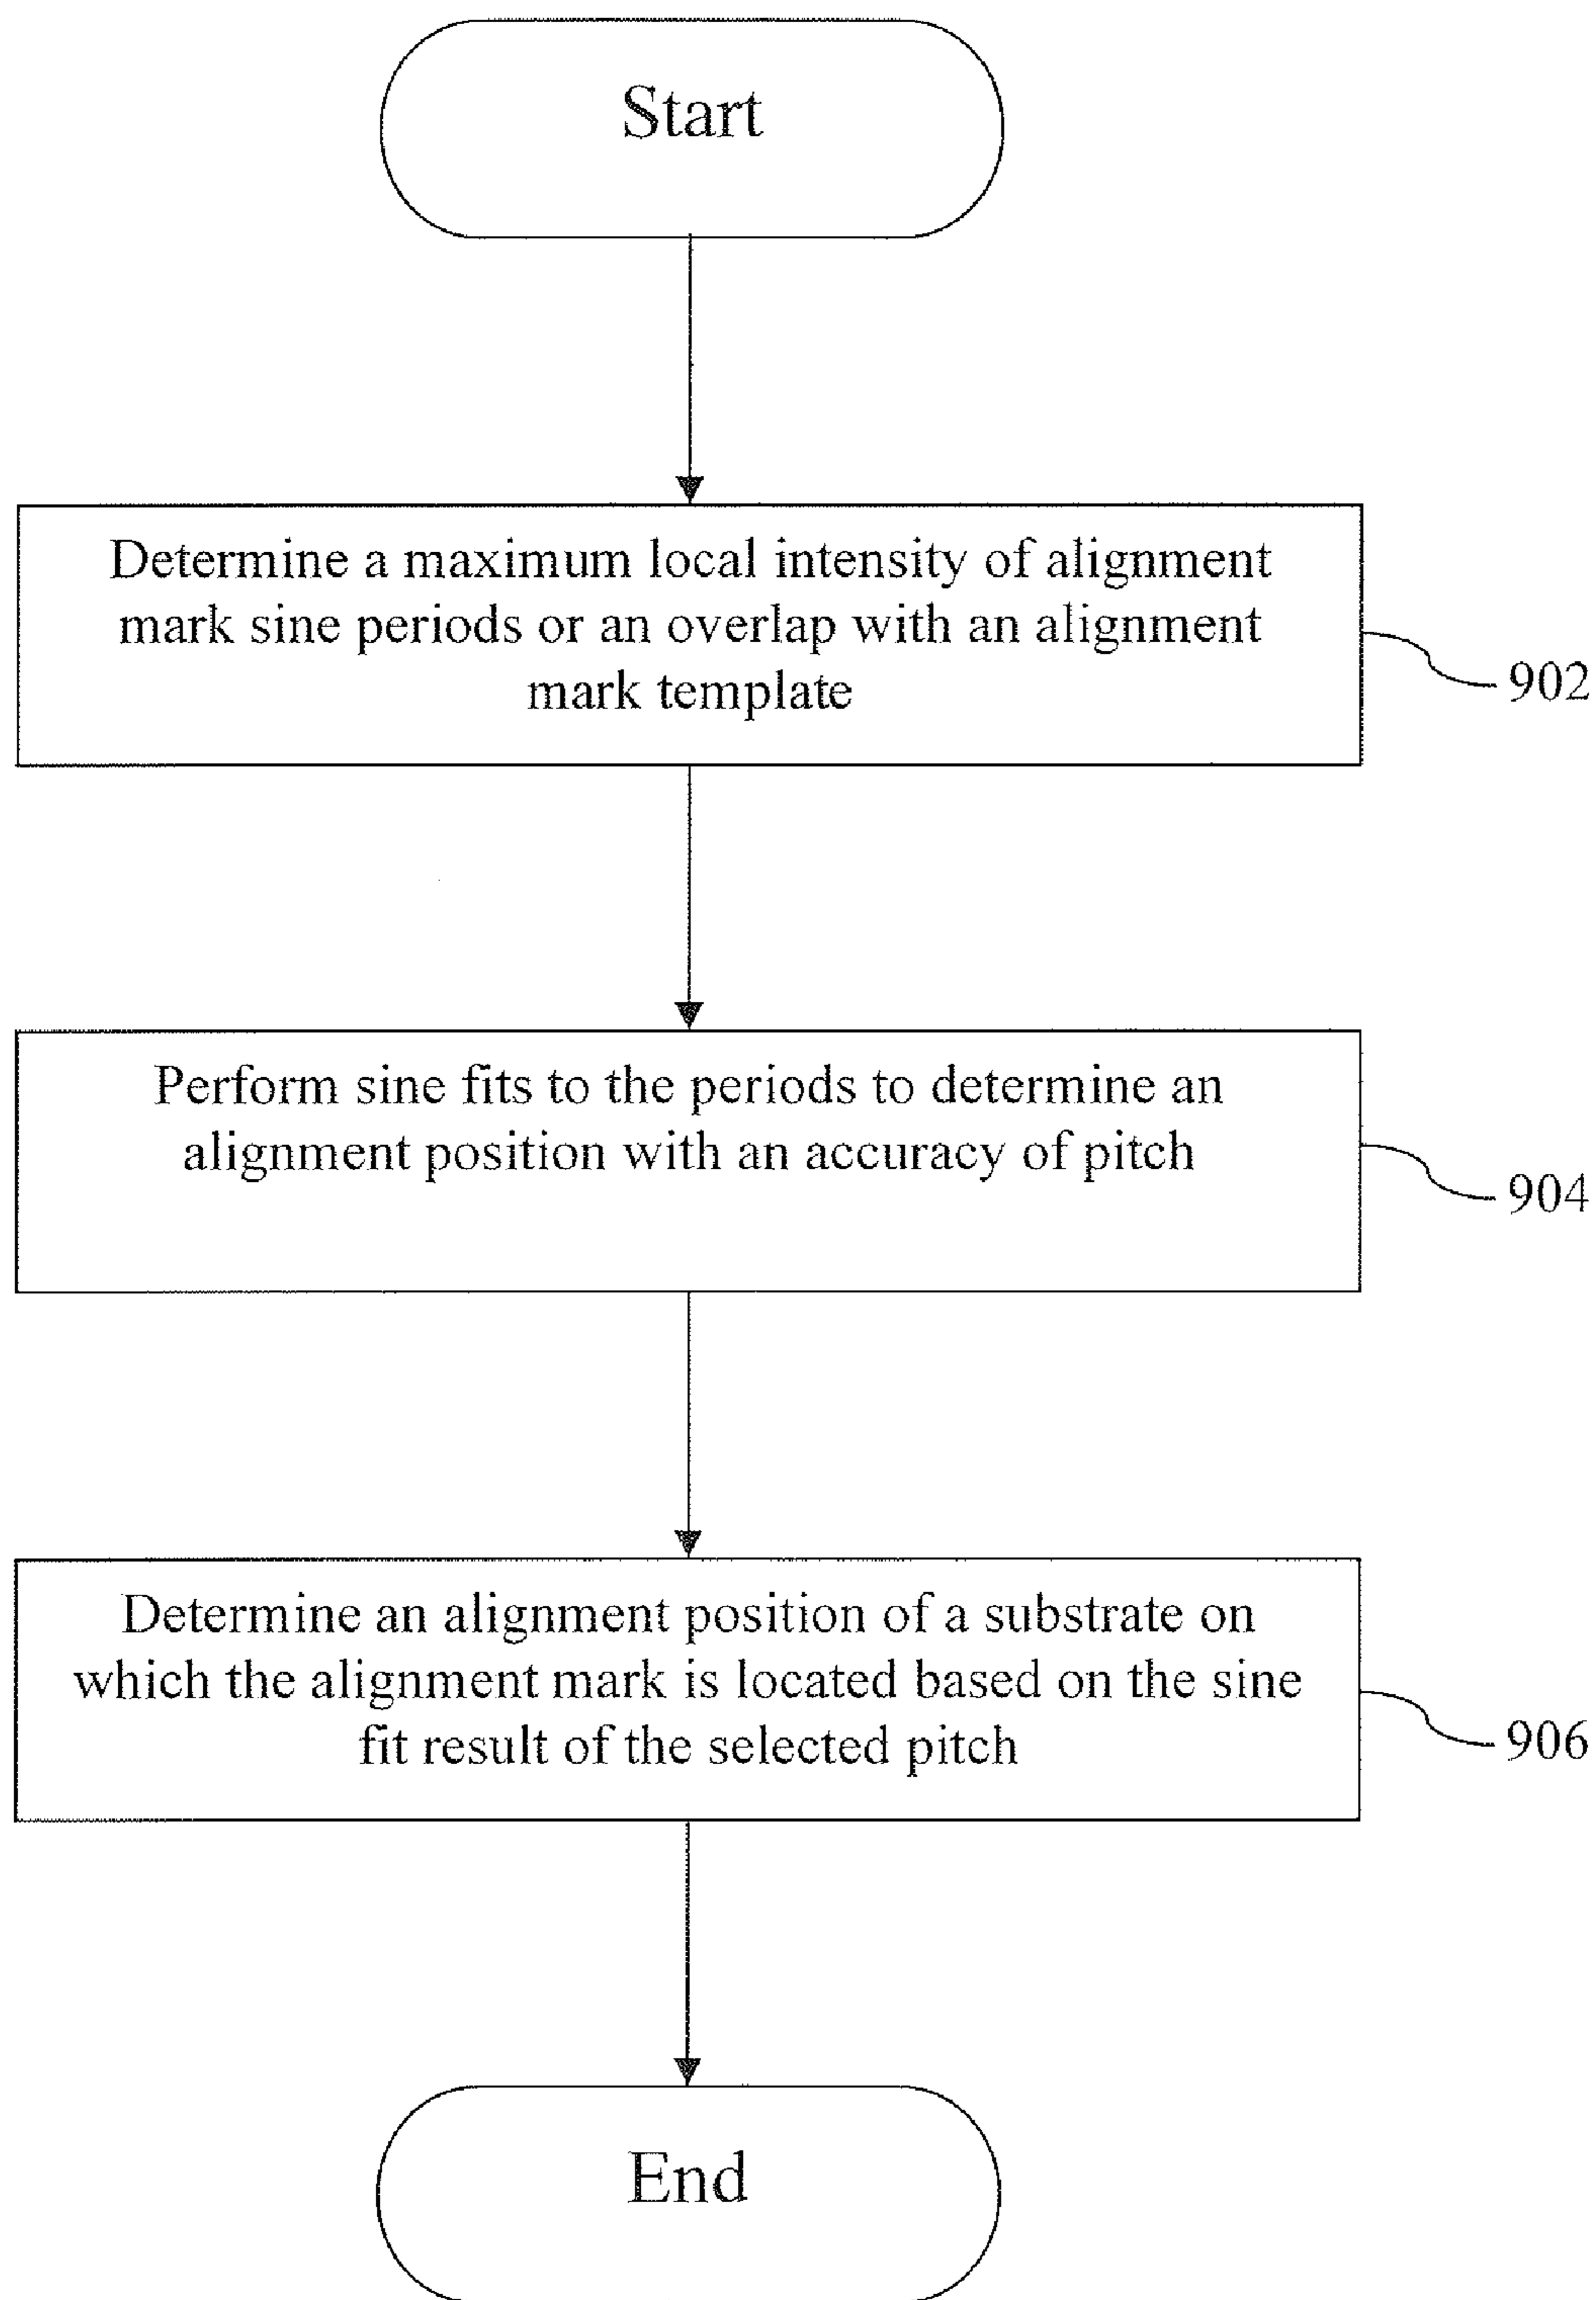 Start
Determine a maximum local intensity of alignment
mark sine periods or an overlap with an alignment
mark template
902
Perform sine fits to the periods to determine an
alignment position with an accuracy of pitch
904
Determine an alignment position of a substrate on
which the alignment mark is located based on the sine
fit result of the selected pitch
906
End